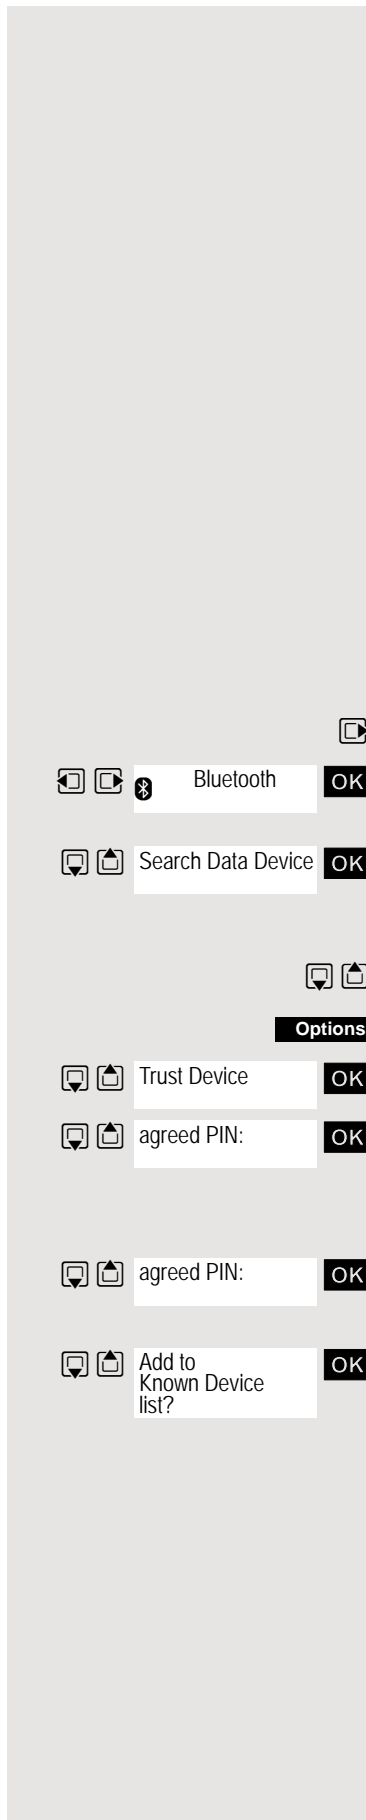 Bluetooth OK
Search Data Device OK
Options
Trust Device OK
agreed PIN: OK
agreed PIN: OK
Add to OK
Known Device
list?